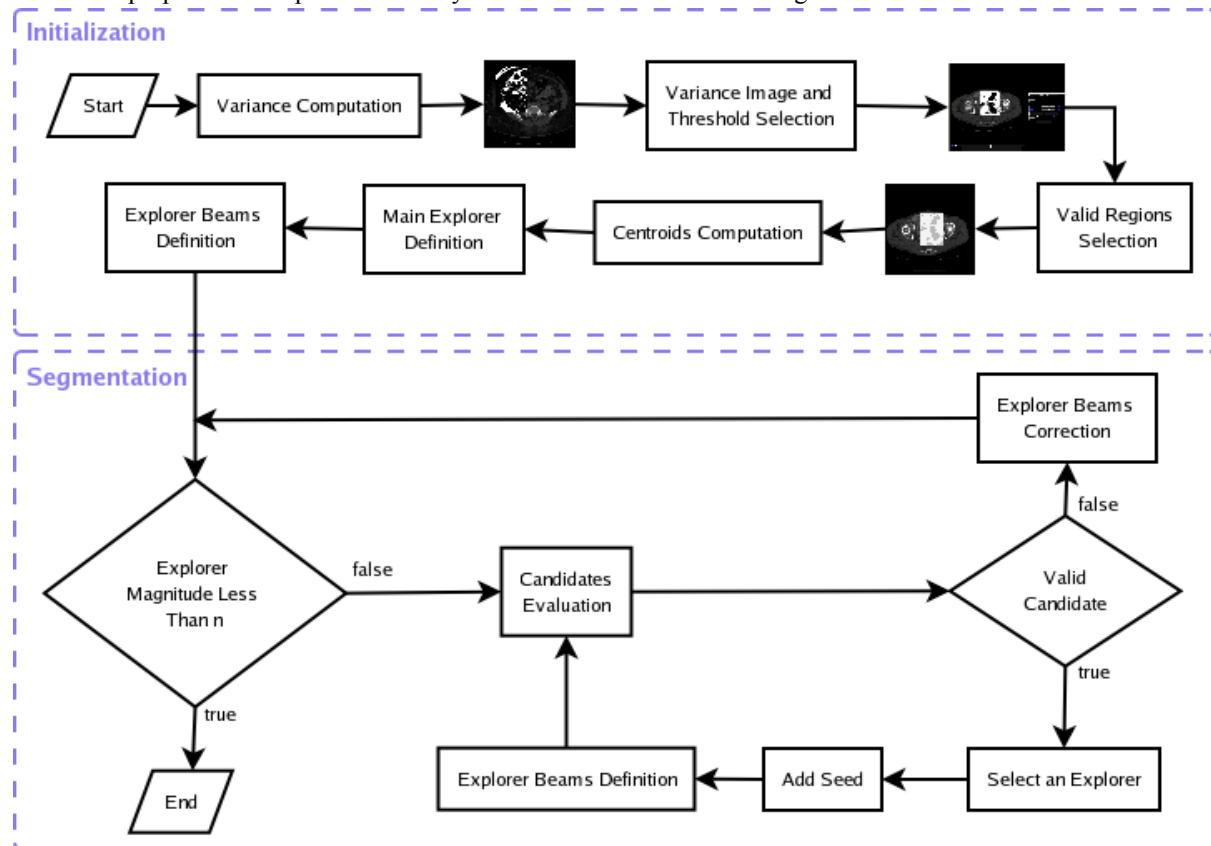 Initialization
Start
Variance Computation
Variance Image and
Threshold Selection
Valid Regions
Selection
Centroids Computation
Main Explorer
Definition
Explorer Beams
Definition
Segmentation
Explorer Beams
Correction
false
Explorer
Magnitude Less
Than n
false
Candidates
Evaluation
Valid
Candidate
true
true
Select an Explorer
Add Seed
Explorer Beams Definition
End